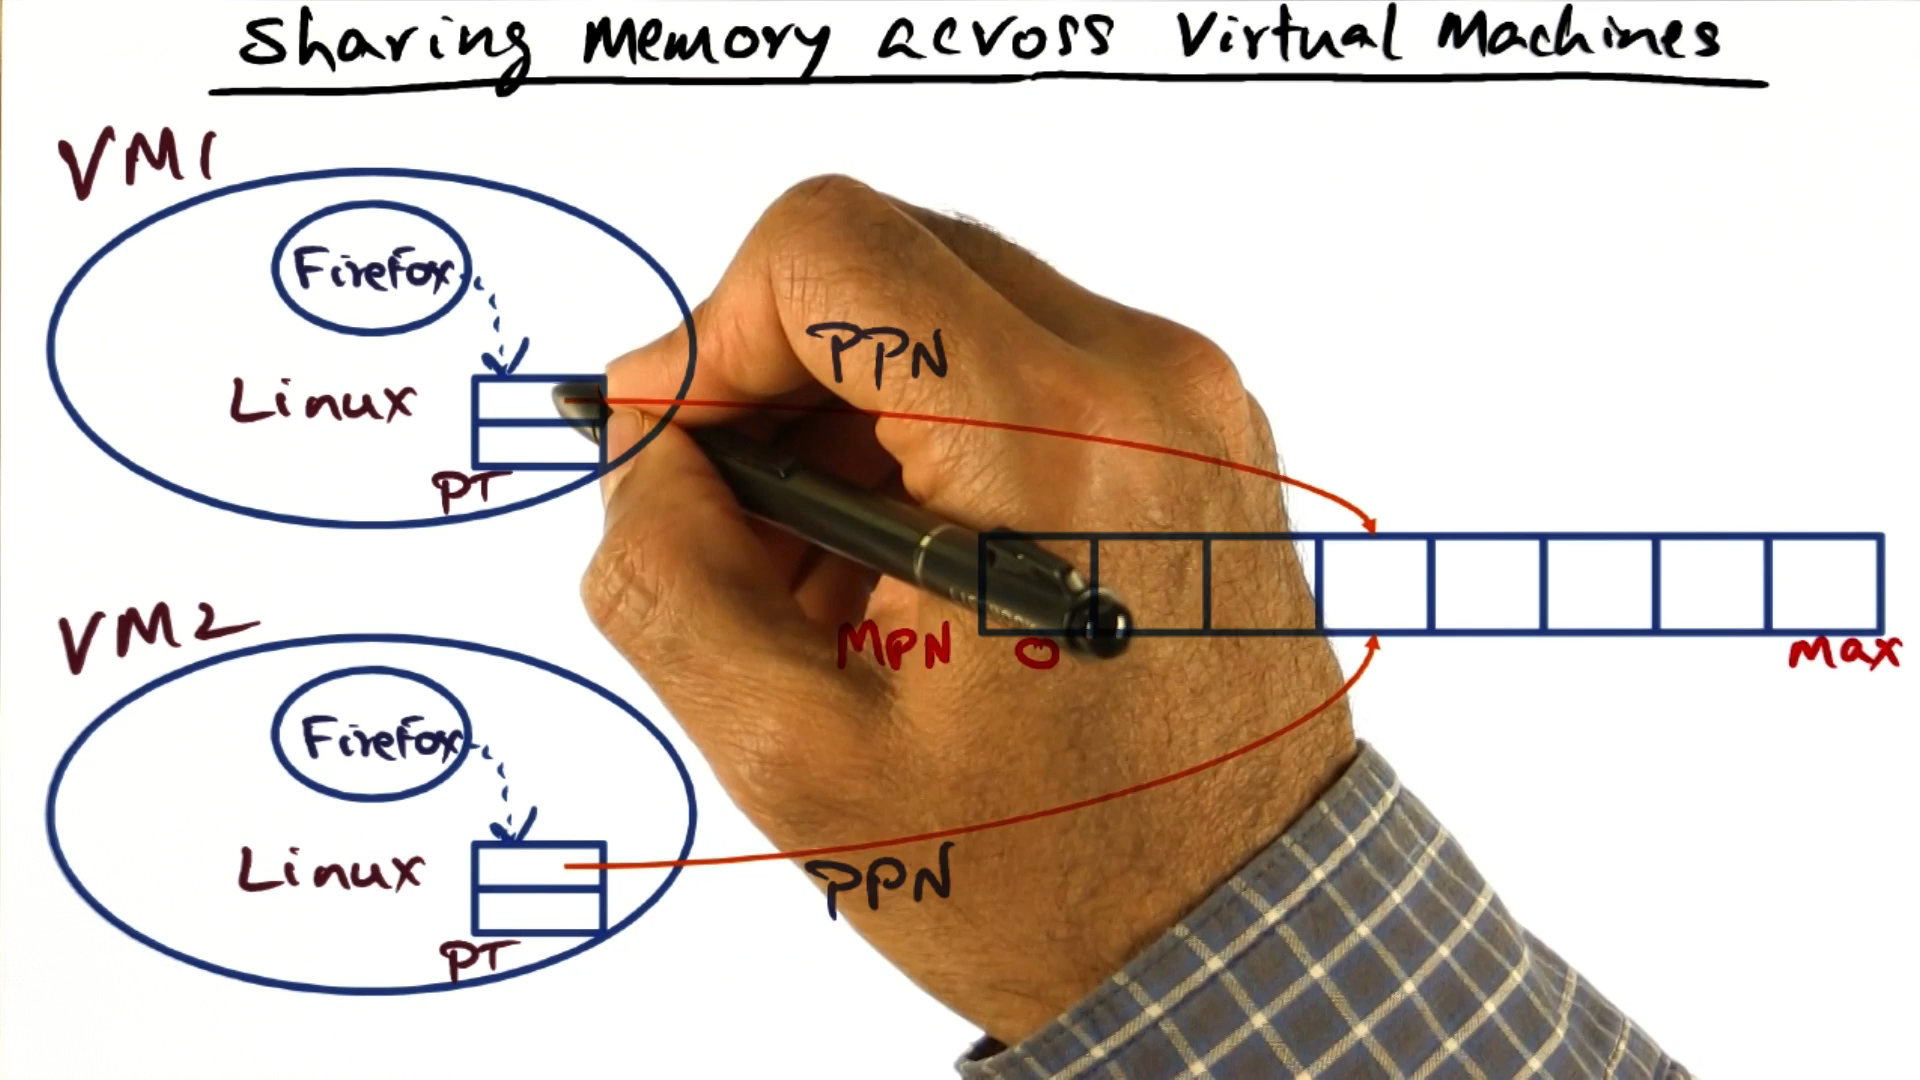 Sharing Memory across Virtual Machines
VM1
Firefox
PPN
Linux
PT
MPN 0 Max
VM2
Firefox
Linux
PPN
PT